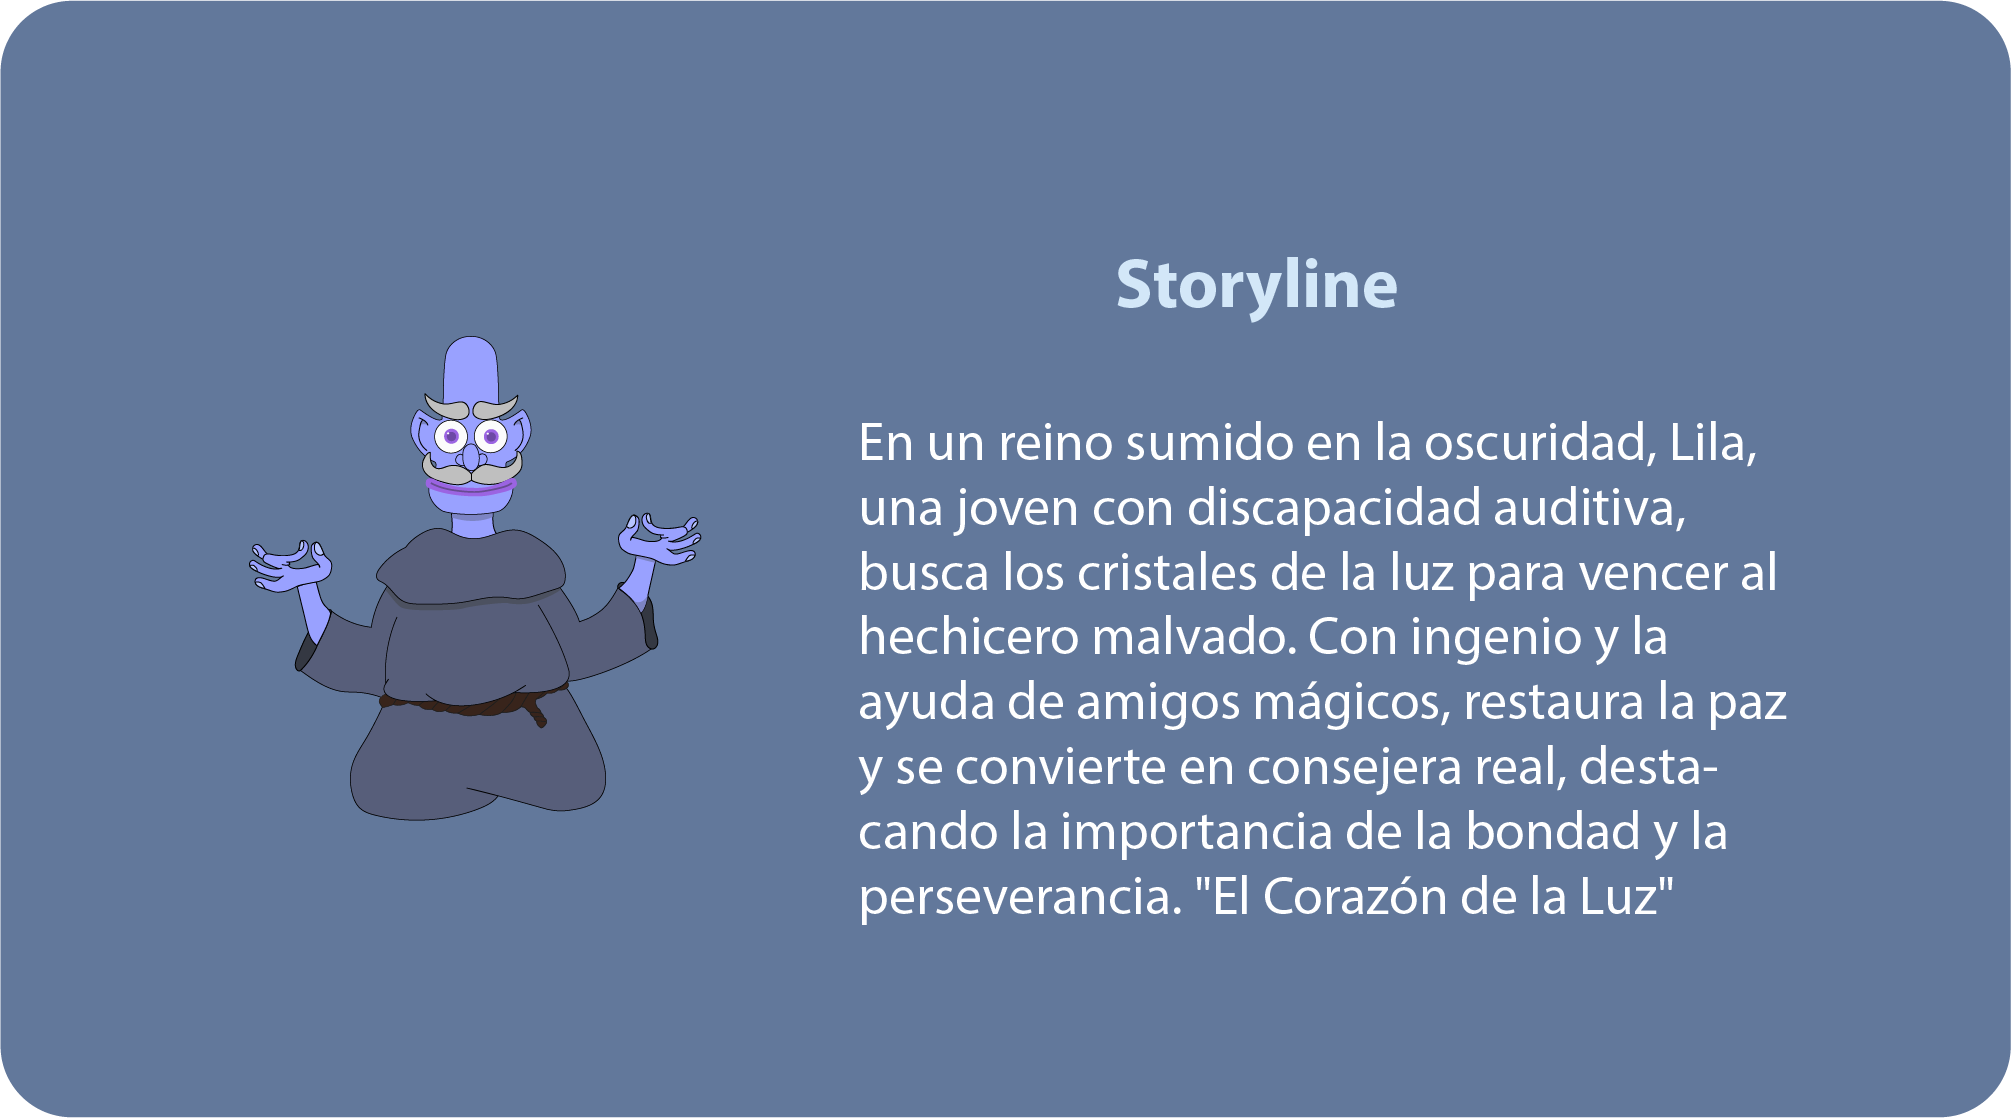 Storyline
En un reino sumido en la oscuridad, Lila,
una joven con discapacidad auditiva,
busca los cristales de la luz para vencer al
hechicero malvado. Con ingenio y la
ayuda de amigos mágicos, restaura la paz
y se convierte en consejera real, desta-
cando la importancia de la bondad y la
perseverancia. "El Corazón de la Luz"